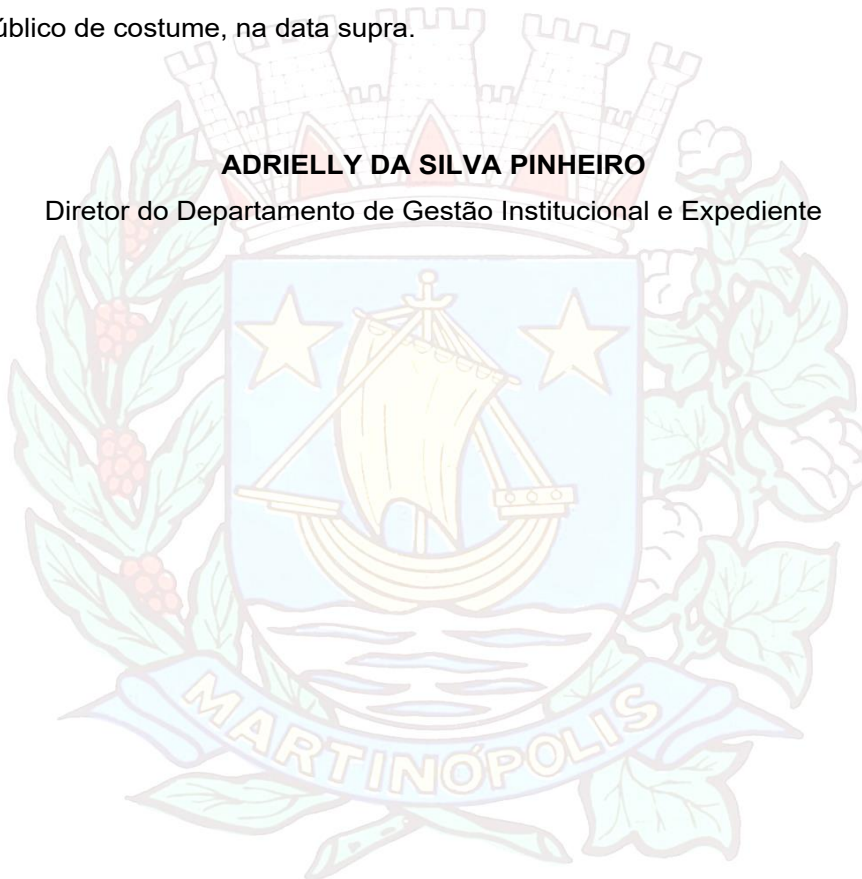 úblico de costume, na data supra.
ADRIELLY DA SILVA PINHEIRO
Diretor do Departamento de Gestão Institucional e Expediente
MARTINÓPOLIS